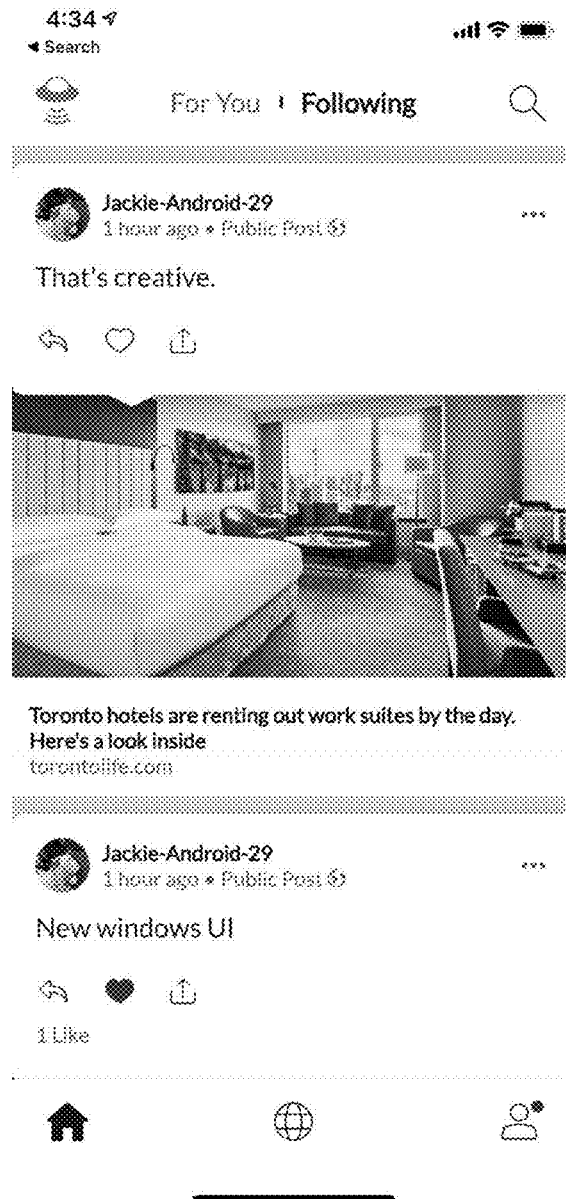 4:34
◀ Search
For You Following
Jackie-Android-29
1 hour ago • Public Post
That's creative.
Toronto hotels are renting out work suites by the day.
Here's a look inside
torontolife.com
Jackie-Android-29
1 hour ago • Public Post
New windows UI
1 Like